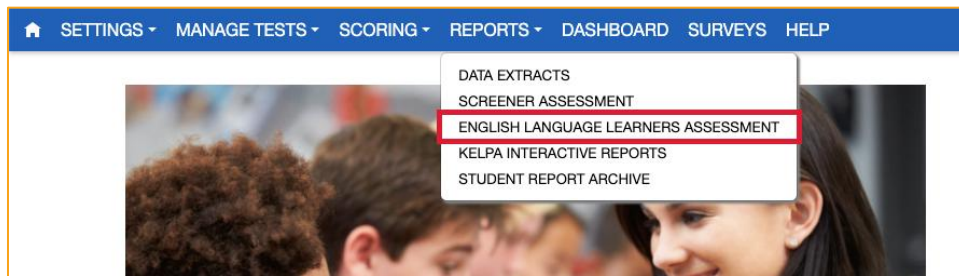 SETTINGS MANAGE TESTS SCORING REPORTS DASHBOARD SURVEYS HELP
DATA EXTRACTS
SCREENER ASSESSMENT
ENGLISH LANGUAGE LEARNERS ASSESSMENT
KELPA INTERACTIVE REPORTS
STUDENT REPORT ARCHIVE